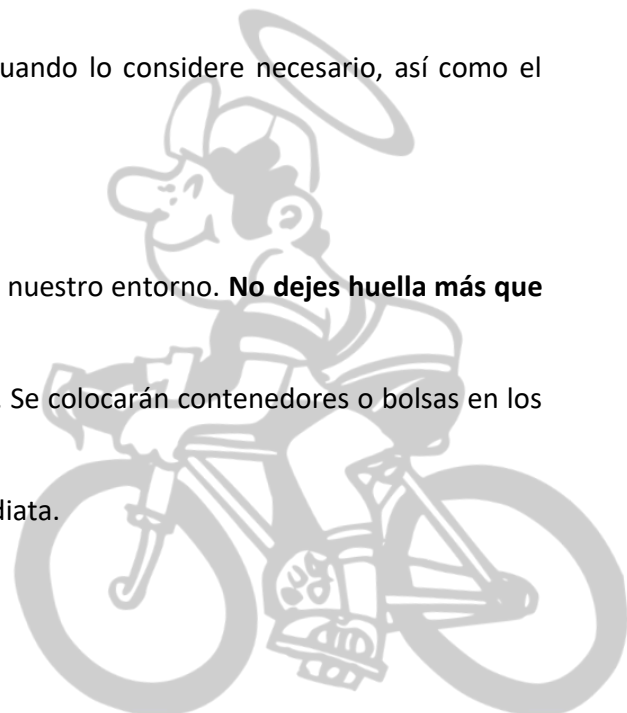 uando lo considere necesario, así como el
nuestro entorno. No dejes huella más que
. Se colocarán contenedores o bolsas en los
diata.